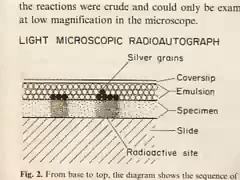 the reactions were crude and could only be exam
at low magnification in the microscope.
LIGHT MICROSCOPIC RADIOAUTOGRAPH
Silver grains
Coverslip
Emulsion
Specimen
Slide
Radioactive site
Fig. 2. From base to top, the diagram shows the sequence of